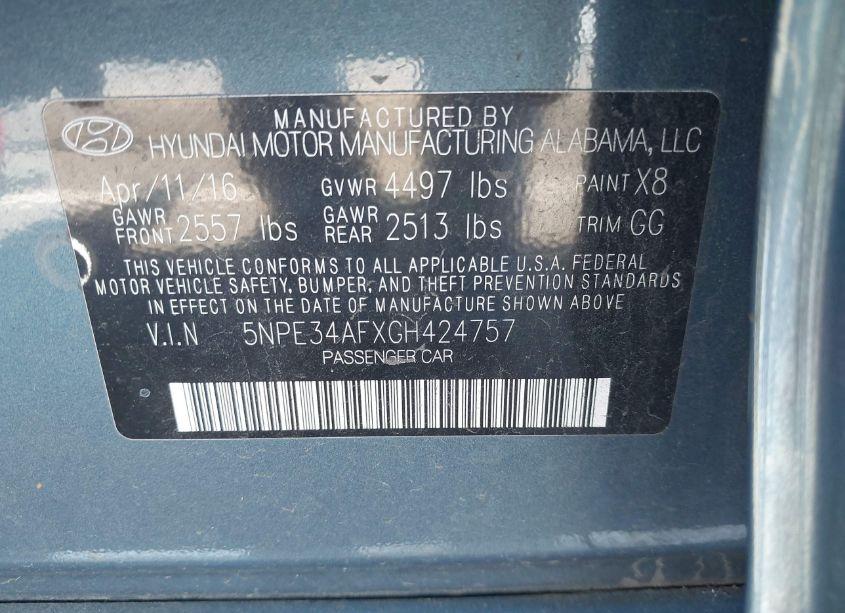 MANUFACTURED BY
HYUNDAI MOTOR MANUFACTURING ALABAMA, LLC
Apr/11/16 GVWR 4497 lbs PAINT X8
GAWR FRONT 2557 lbs GAWR REAR 2513 lbs TRIM GG
THIS VEHICLE CONFORMS TO ALL APPLICABLE U.S.A. FEDERAL
MOTOR VEHICLE SAFETY, BUMPER, AND THEFT PREVENTION STANDARDS
IN EFFECT ON THE DATE OF MANUFACTURE SHOWN ABOVE
V.I.N 5NPE34AFXGH424757
PASSENGER CAR